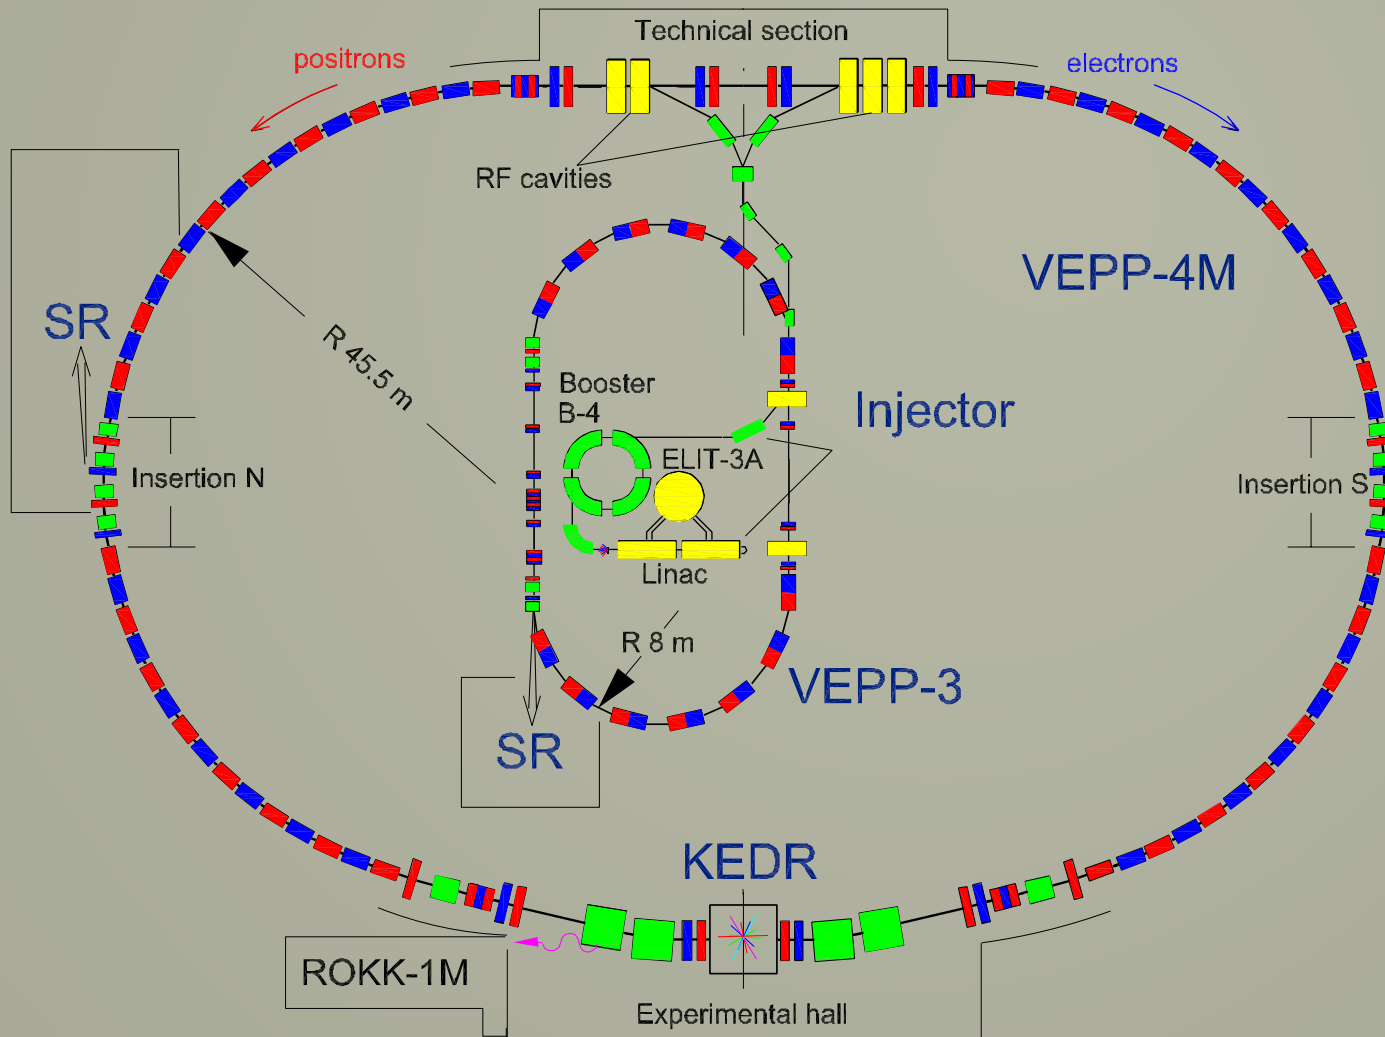 Technical section
positrons
electrons
RF cavities
VEPP-4M
SR
R 45.5 m
Booster
B-4
Injector
ELIT-3A
Insertion N
Insertion S
Linac
R 8 m
VEPP-3
SR
KEDR
ROKK-1M
Experimental hall